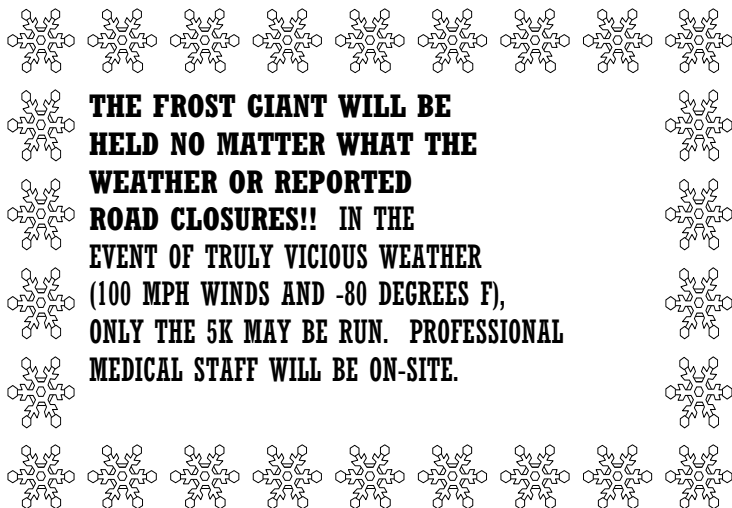 THE FROST GIANT WILL BE
HELD NO MATTER WHAT THE
WEATHER OR REPORTED
ROAD CLOSURES!!  IN THE
EVENT OF TRULY VICIOUS WEATHER
(100 MPH WINDS AND -80 DEGREES F),
ONLY THE 5K MAY BE RUN.  PROFESSIONAL
MEDICAL STAFF WILL BE ON-SITE.